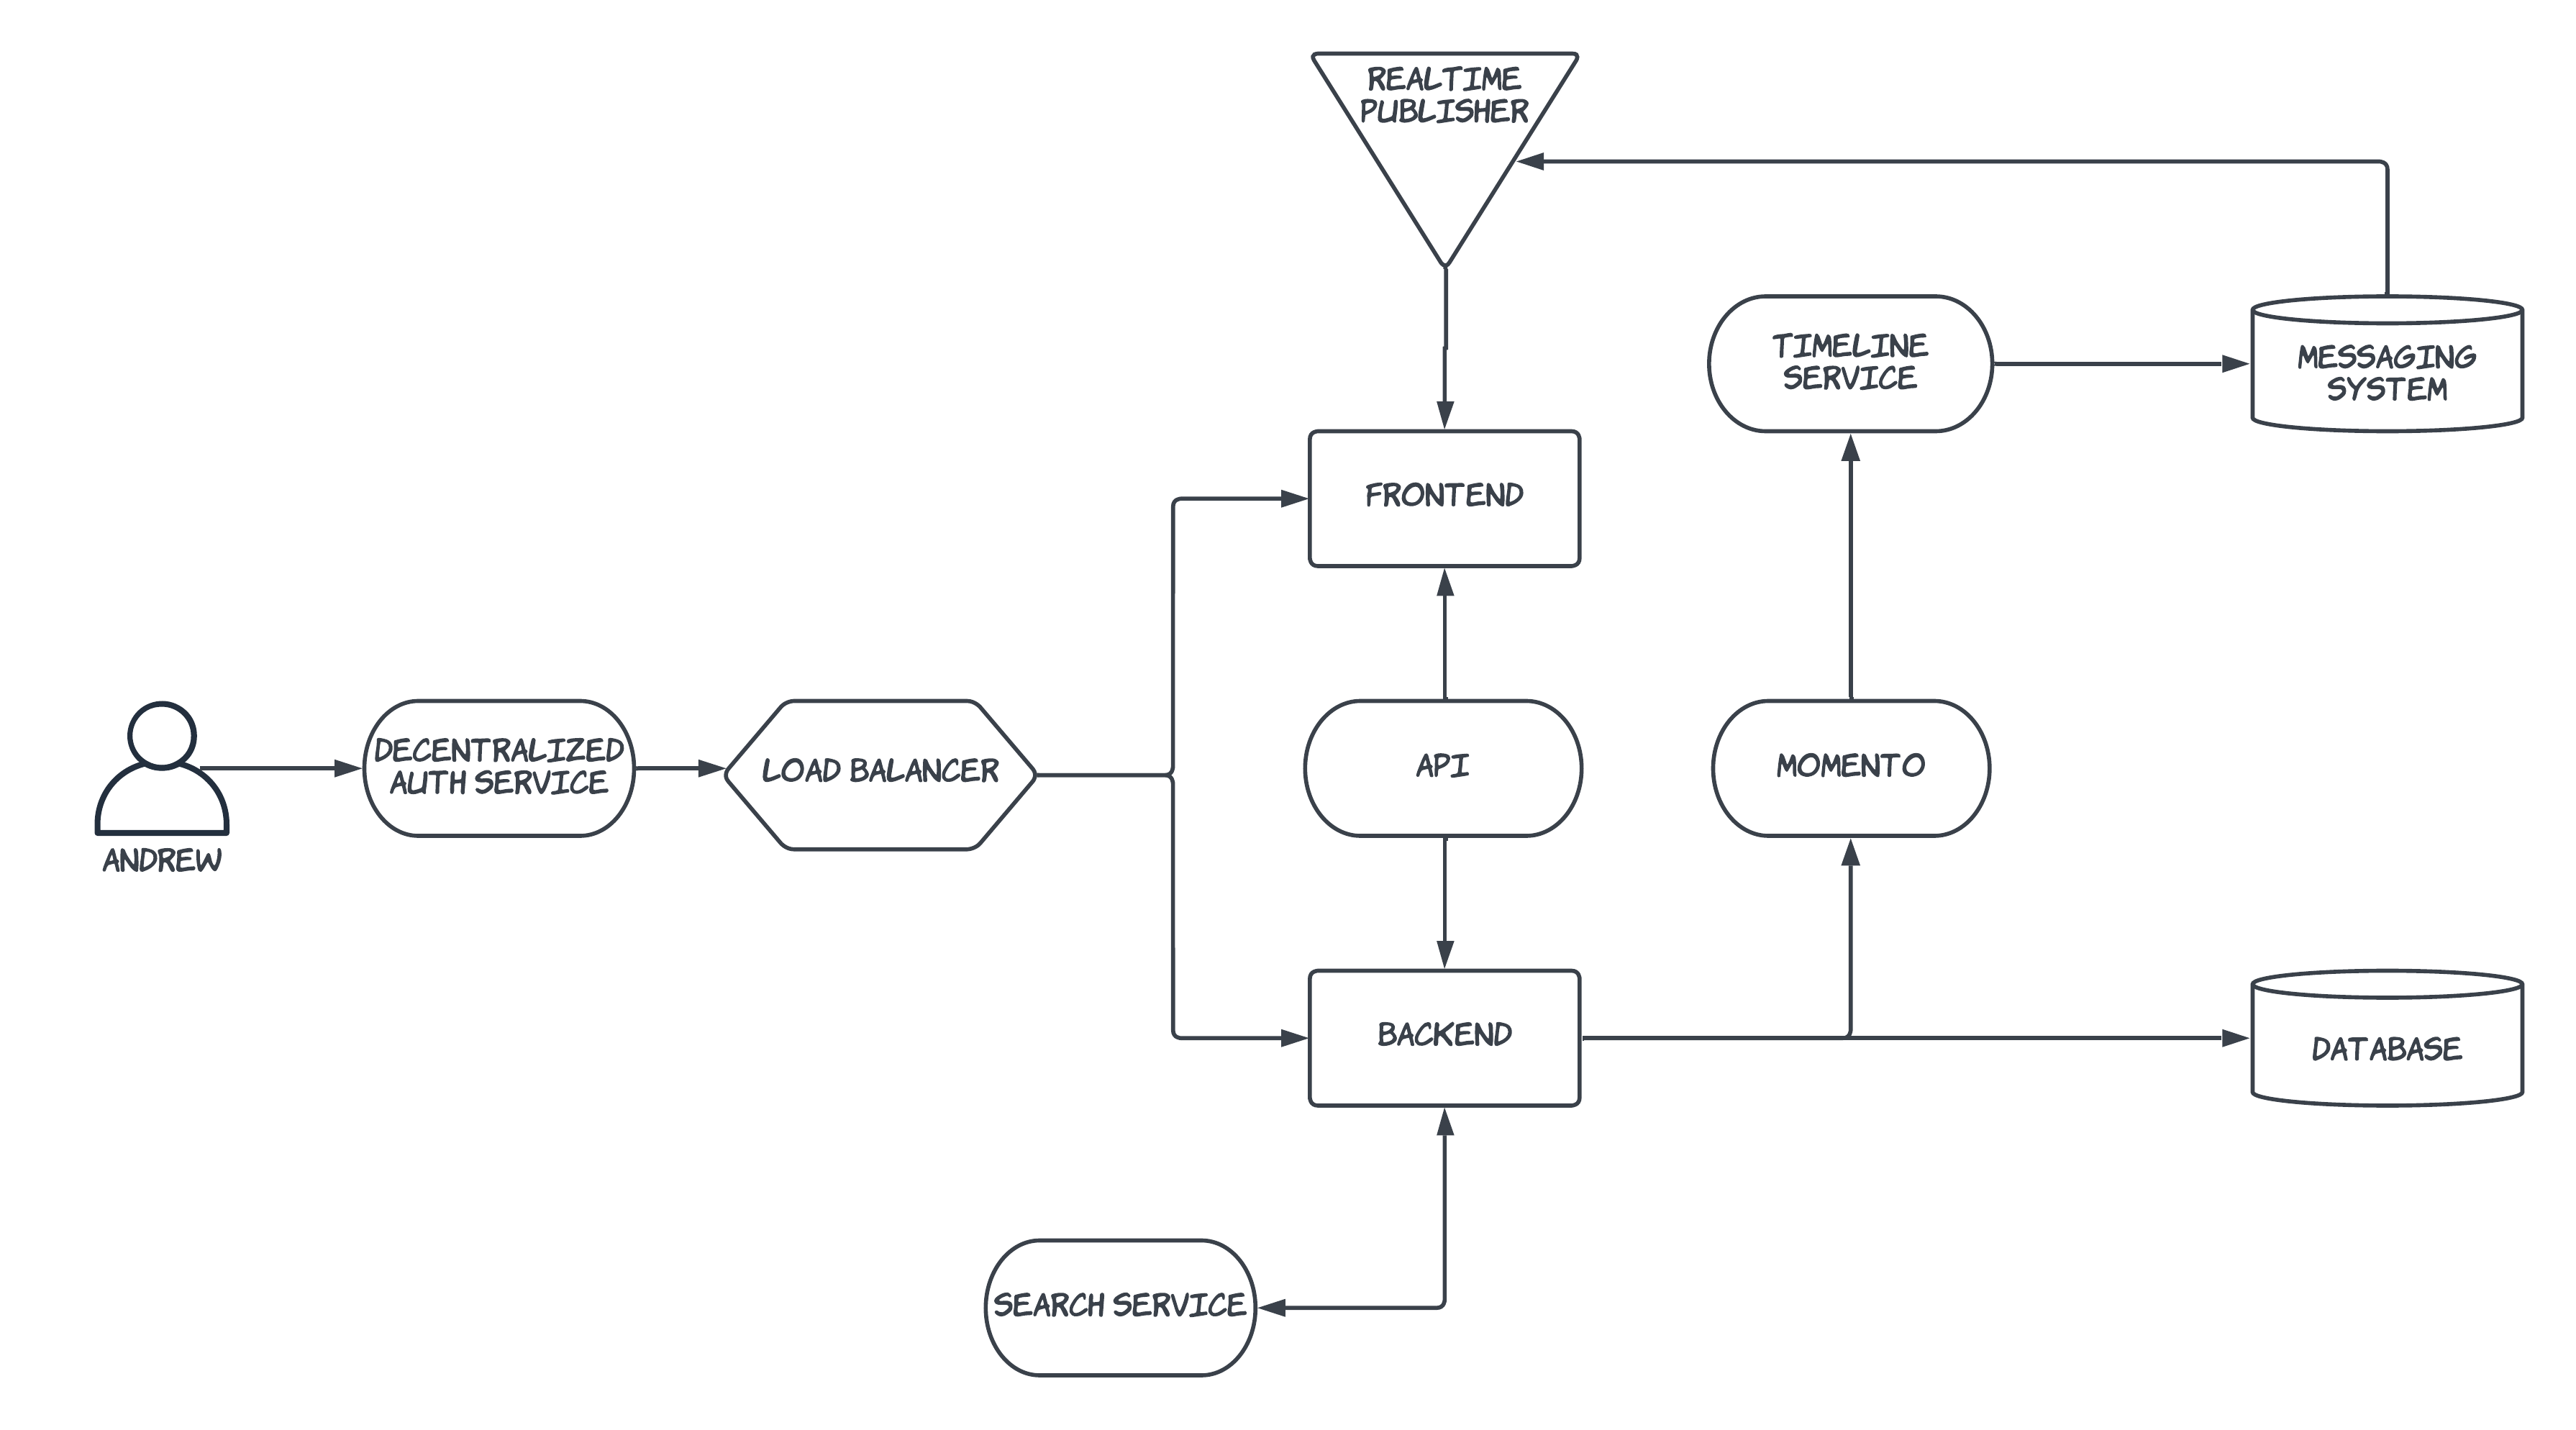 REALTIME
PUBLISHER
TIMELINE
SERVICE
MESSAGING
SYSTEM
FRONTEND
DECENTRALIZED
AUTH SERVICE
LOAD BALANCER
API
MOMENTO
ANDREW
BACKEND
DATABASE
SEARCH SERVICE